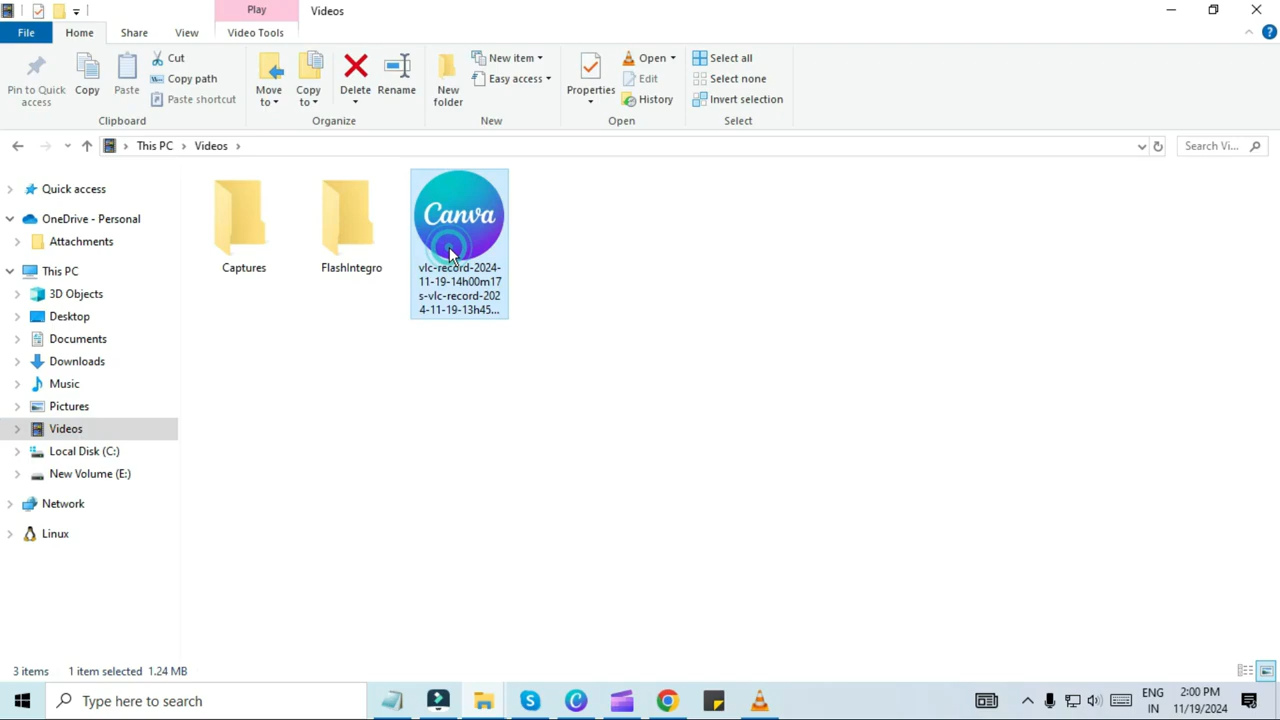 Play
Videos
File
Home
Share
View
Video Tools
Pin to Quick
access
Copy
Paste
Cut
Copy path
Paste shortcut
Clipboard
Move
to
Copy
to
Delete
Rename
Organize
New
folder
New item
Easy access
New
Properties
Open
Edit
History
Open
Select all
Select none
Invert selection
Select
This PC
Videos
Search Vi...
Quick access
OneDrive - Personal
Attachments
This PC
3D Objects
Desktop
Documents
Downloads
Music
Pictures
Videos
Local Disk (C:)
New Volume (E:)
Network
Linux
Captures
FlashIntegro
Canva
vlc-record-2024-
11-19-14h00m17
s-vlc-record-202
4-11-19-13h45...
3 items
1 item selected 1.24 MB
Type here to search
ENG
IN
2:00 PM
11/19/2024